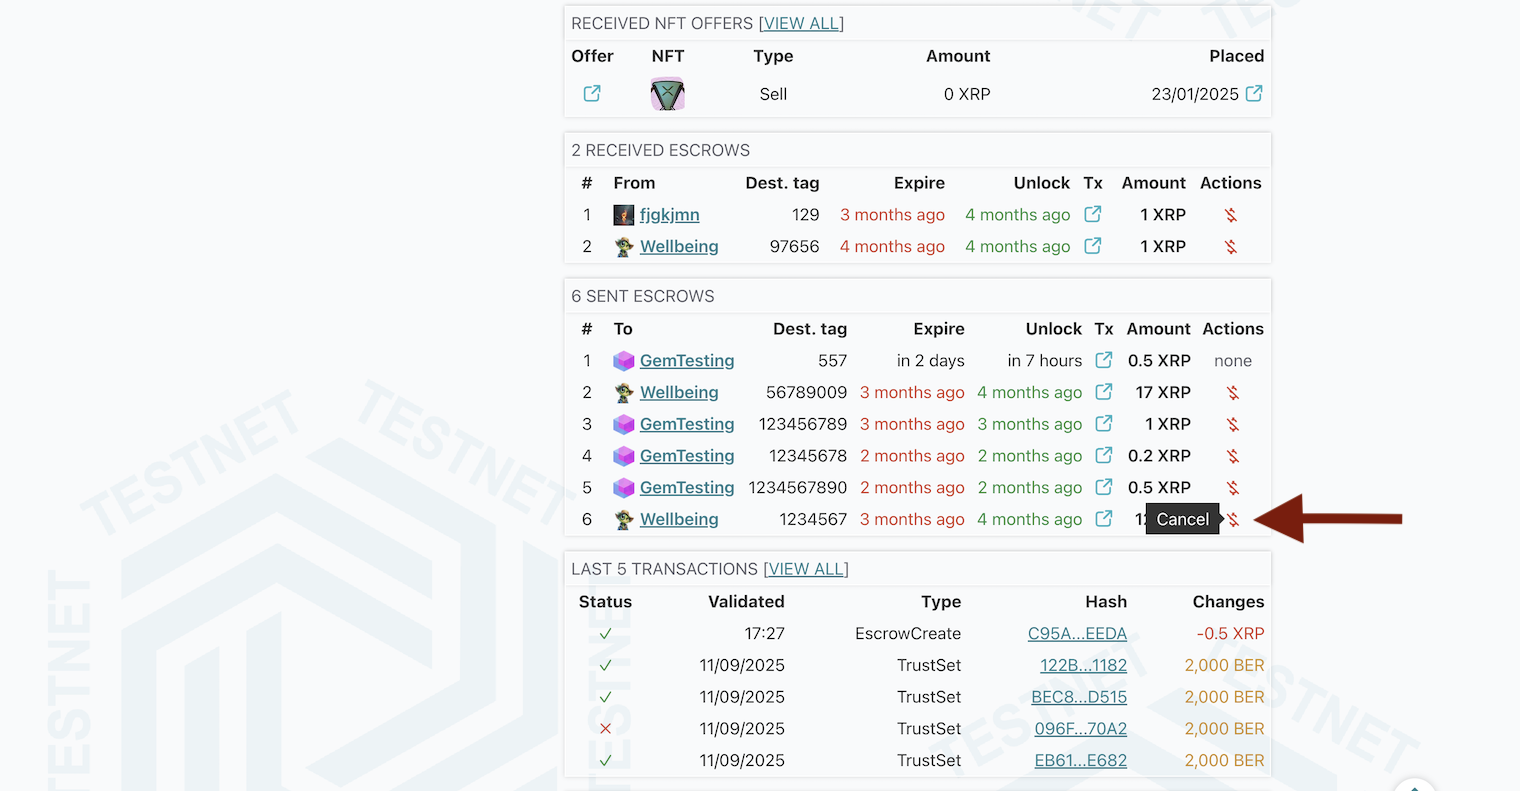 RECEIVED NFT OFFERS [VIEW ALL]
Offer NFT Type Amount Placed
Sell 0 XRP 23/01/2025
2 RECEIVED ESCROWS
# From Dest. tag Expire Unlock Tx Amount Actions
1 fjgkjmn 129 3 months ago 4 months ago 1 XRP
2 Wellbeing 97656 4 months ago 4 months ago 1 XRP
6 SENT ESCROWS
# To Dest. tag Expire Unlock Tx Amount Actions
1 GemTesting 557 in 2 days in 7 hours 0.5 XRP none
2 Wellbeing 56789009 3 months ago 4 months ago 17 XRP
3 GemTesting 123456789 3 months ago 3 months ago 1 XRP
4 GemTesting 12345678 2 months ago 2 months ago 0.2 XRP
5 GemTesting 1234567890 2 months ago 2 months ago 0.5 XRP
6 Wellbeing 1234567 3 months ago 4 months ago Cancel
LAST 5 TRANSACTIONS [VIEW ALL]
Status Validated Type Hash Changes
17:27 EscrowCreate C95A...EEDA -0.5 XRP
11/09/2025 TrustSet 122B...1182 2,000 BER
11/09/2025 TrustSet BEC8...D515 2,000 BER
11/09/2025 TrustSet 096F...70A2 2,000 BER
11/09/2025 TrustSet EB61...E682 2,000 BER
TESTNET
TESTNET
TESTNET
TESTNET
TESTNET
TESTNET
TESTNET
TESTNET